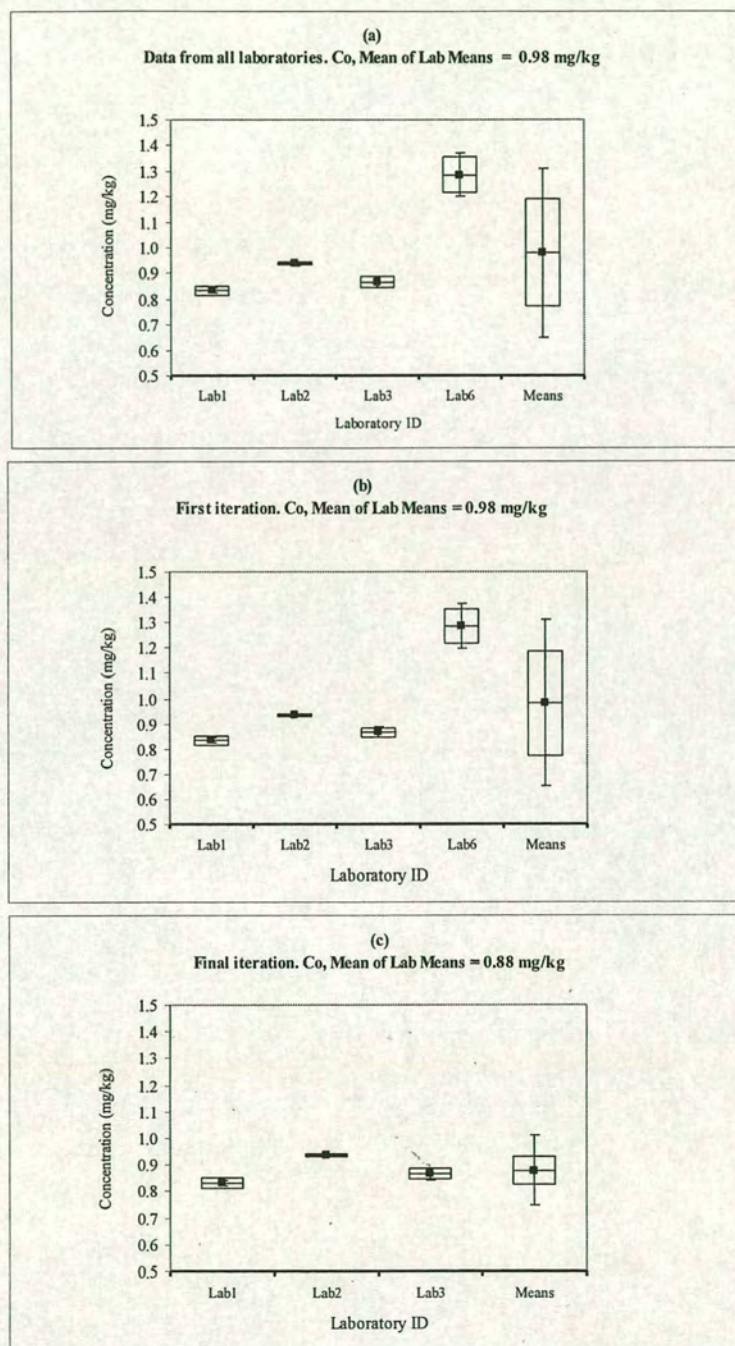 (a)
Data from all laboratories. Co, Mean of Lab Means = 0.98 mg/kg
1.5
1.4
1.3
1.2
1.1
1.0
0.9
0.8
0.7
0.6
0.5
Concentration (mg/kg)
Lab1 Lab2 Lab3 Lab6 Means
Laboratory ID
(b)
First iteration. Co, Mean of Lab Means = 0.98 mg/kg
1.5
1.4
1.3
1.2
1.1
1.0
0.9
0.8
0.7
0.6
0.5
Concentration (mg/kg)
Lab1 Lab2 Lab3 Lab6 Means
Laboratory ID
(c)
Final iteration. Co, Mean of Lab Means = 0.88 mg/kg
1.5
1.4
1.3
1.2
1.1
1.0
0.9
0.8
0.7
0.6
0.5
Concentration (mg/kg)
Lab1 Lab2 Lab3 Means
Laboratory ID